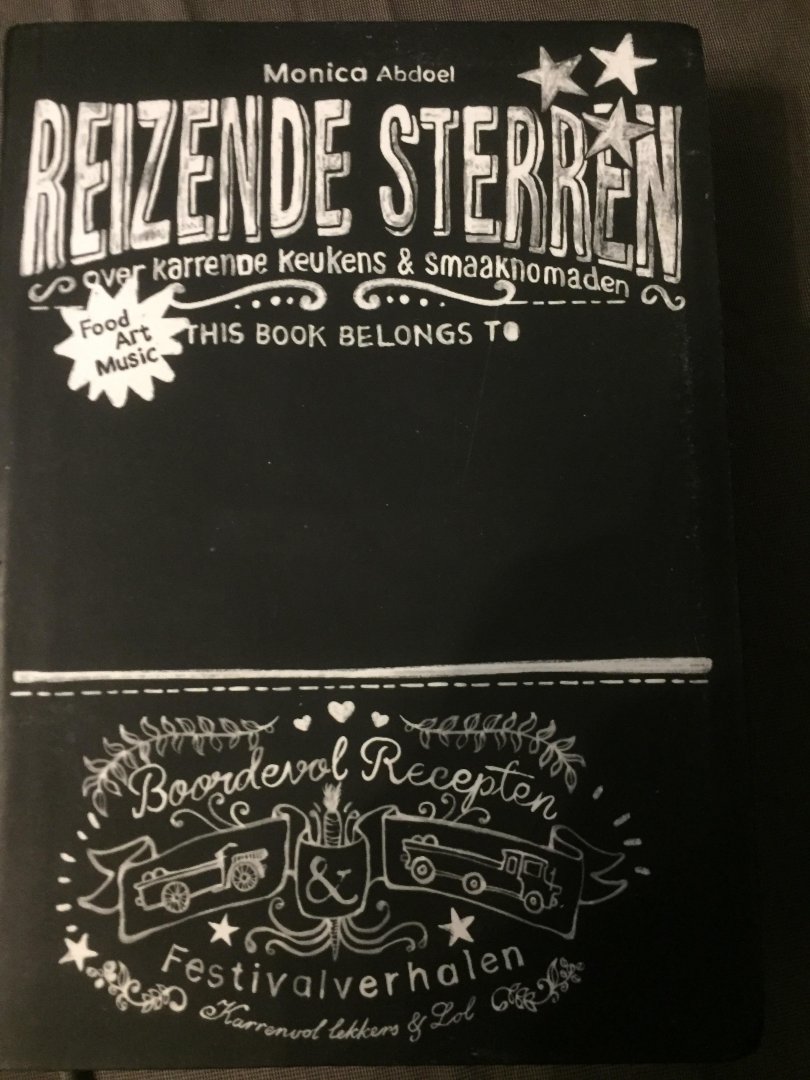 Monica Abdoel
REIZENDE STERREN
over karrende keukens & smaaknomaden
Food
Art
Music
THIS BOOK BELONGS TO
Boordevol Recepten
&
Festivalverhalen
Karrenvol lekkers & Lol